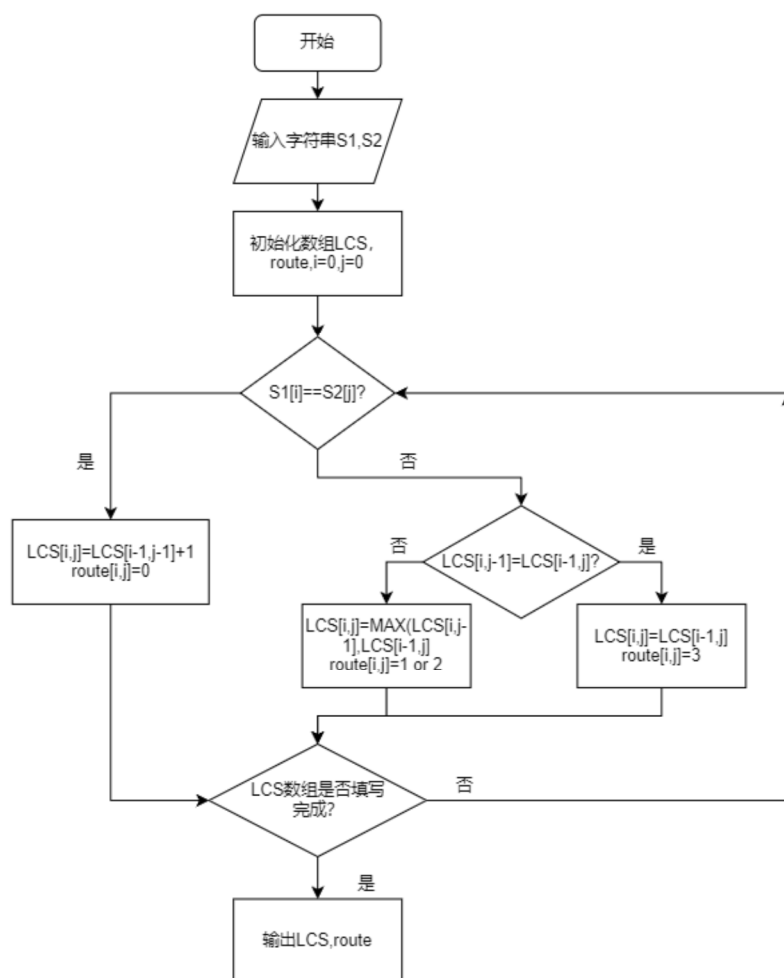 开始
输入字符串S1,S2
初始化数组LCS，
route,i=0,j=0
S1[i]==S2[j]?
是
否
LCS[i,j]=LCS[i-1,j-1]+1
route[i,j]=0
LCS[i,j-1]=LCS[i-1,j]?
否
是
LCS[i,j]=MAX(LCS[i,j-
1],LCS[i-1,j]
route[i,j]=1 or 2
LCS[i,j]=LCS[i-1,j]
route[i,j]=3
LCS数组是否填写
完成？
否
是
输出LCS,route